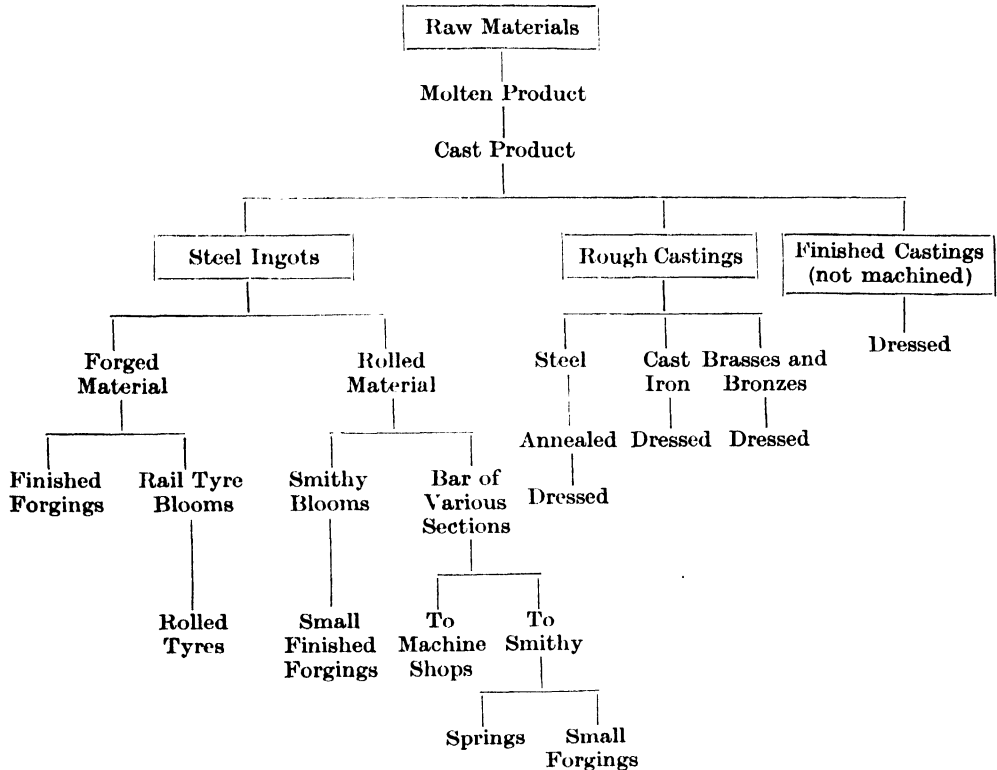 Raw Materials
Molten Product
Cast Product
Steel Ingots
Rough Castings
Finished Castings
(not machined)
Forged
Material
Rolled
Material
Steel
Cast
Iron
Brasses and
Bronzes
Dressed
Annealed
Dressed
Dressed
Dressed
Finished
Forgings
Rail Tyre
Blooms
Smithy
Blooms
Bar of
Various
Sections
Rolled
Tyres
Small
Finished
Forgings
To
Machine
Shops
To
Smithy
Springs
Small
Forgings